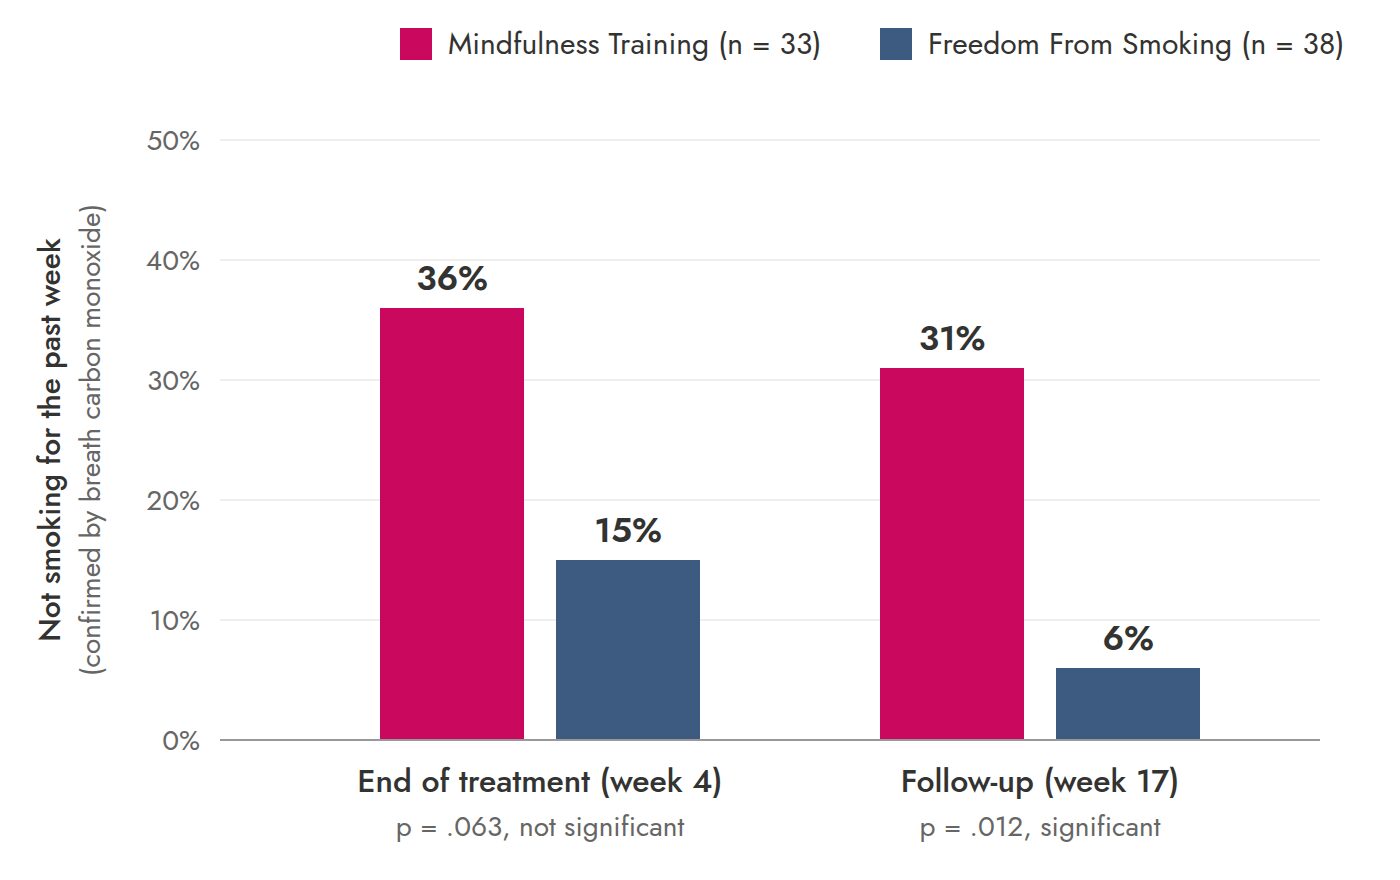 Mindfulness Training (n = 33)
Freedom From Smoking (n = 38)
Not smoking for the past week
(confirmed by breath carbon monoxide)
50%
40%
30%
20%
10%
0%
36%
15%
31%
6%
End of treatment (week 4)
p = .063, not significant
Follow-up (week 17)
p = .012, significant